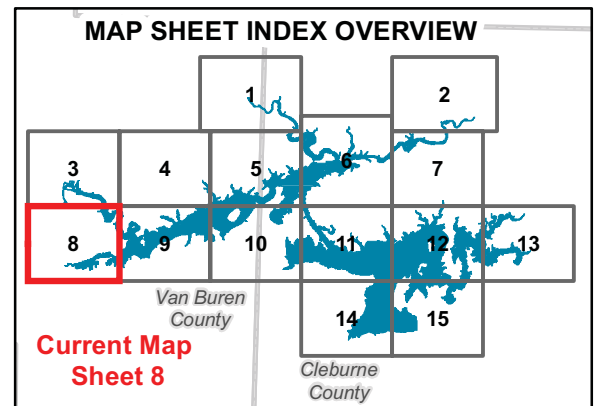 MAP SHEET INDEX OVERVIEW
1
2
3
4
5
6
7
8
9
10
11
12
13
Van Buren
County
14
15
Current Map
Sheet 8
Cleburne
County